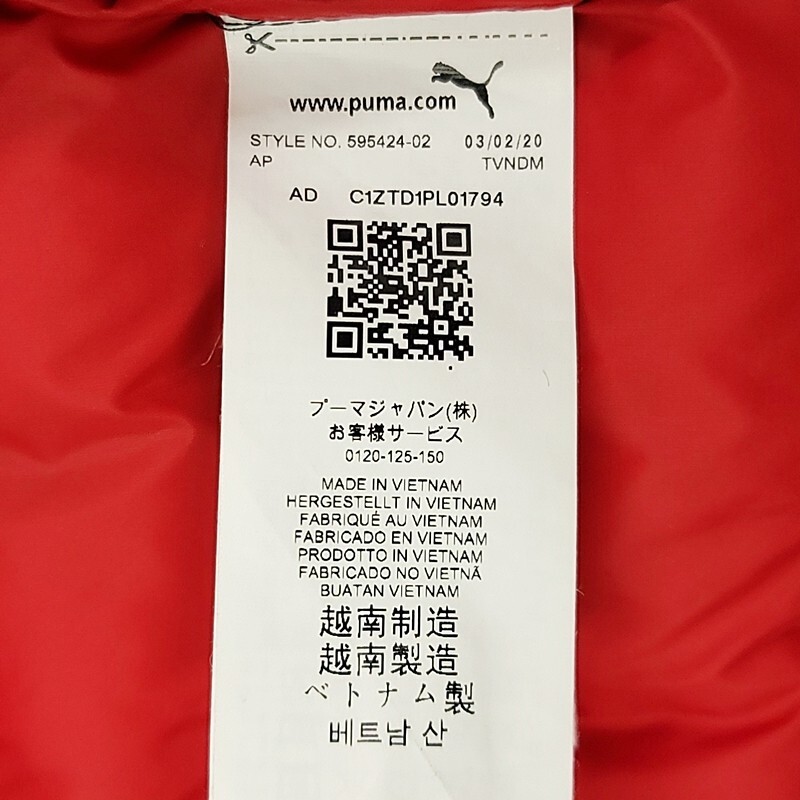 www.puma.com
STYLE NO. 595424-02 03/02/20
AP TVNDM
AD C1ZTD1PL01794
プーマジャパン(株)
お客様サービス
0120-125-150
MADE IN VIETNAM
HERGESTELLT IN VIETNAM
FABRIQUÉ AU VIETNAM
FABRICADO EN VIETNAM
PRODOTTO IN VIETNAM
FABRICADO NO VIETNÃ
BUATAN VIETNAM
越南制造
越南製造
ベトナム製
베트남 산